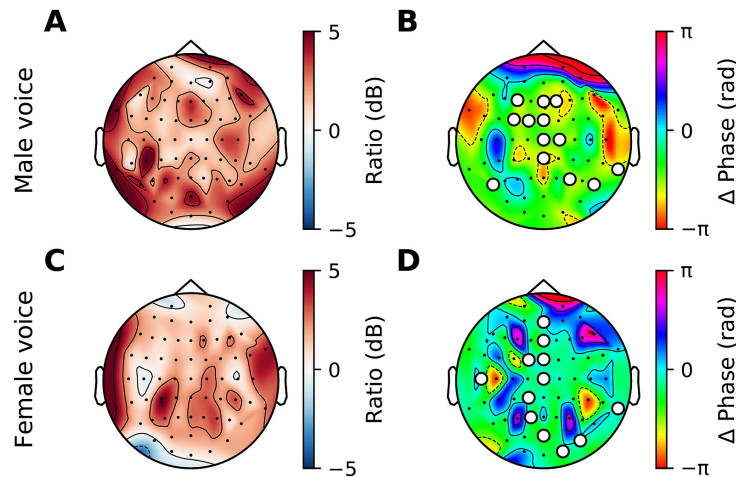 A
B
Male voice
5
0
−5
Ratio (dB)
π
0
−π
Δ Phase (rad)
C
D
Female voice
5
0
−5
Ratio (dB)
π
0
−π
Δ Phase (rad)